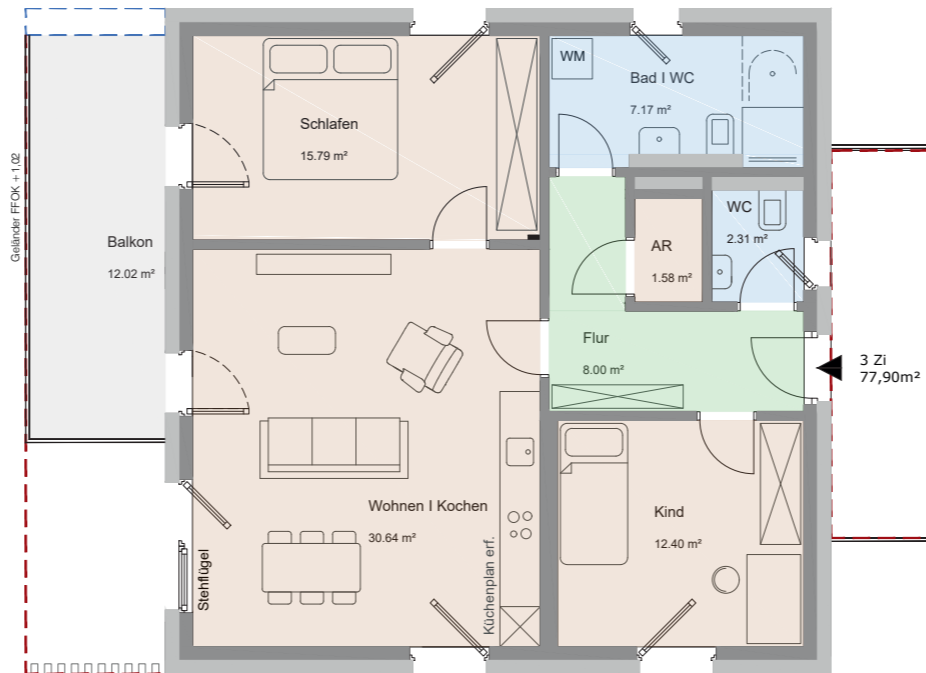 WM
Bad I WC
7.17 m²
Schlafen
15.79 m²
Geländer FFOK + 1,02
Balkon
12.02 m²
WC
2.31 m²
AR
1.58 m²
Flur
8.00 m²
3 Zi
77,90m²
Wohnen I Kochen
30.64 m²
Kind
12.40 m²
Stehflügel
Küchenplan erf.